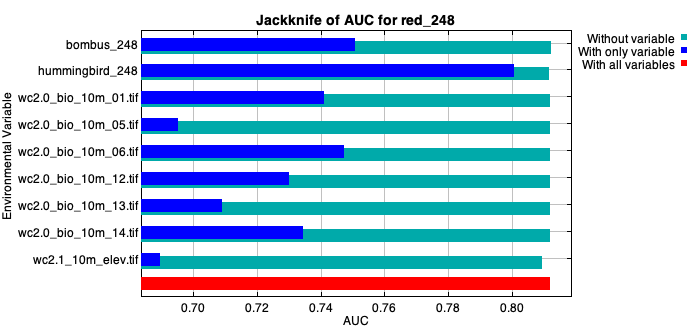 Jackknife of AUC for red_248
Without variable
With only variable
With all variables
Environmental Variable
bombus_248
hummingbird_248
wc2.0_bio_10m_01.tif
wc2.0_bio_10m_05.tif
wc2.0_bio_10m_06.tif
wc2.0_bio_10m_12.tif
wc2.0_bio_10m_13.tif
wc2.0_bio_10m_14.tif
wc2.1_10m_elev.tif
0.70 0.72 0.74 0.76 0.78 0.80
AUC